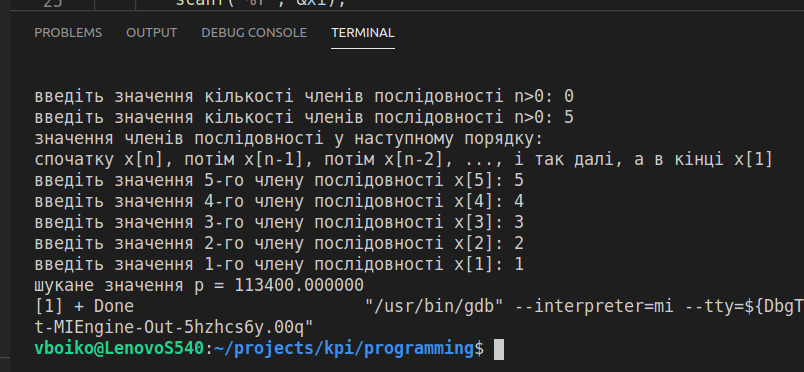 25 scanf("%f", &xi);
PROBLEMS OUTPUT DEBUG CONSOLE TERMINAL
введіть значення кількості членів послідовності n>0: 0
введіть значення кількості членів послідовності n>0: 5
значення членів послідовності у наступному порядку:
спочатку x[n], потім x[n-1], потім x[n-2], ..., і так далі, а в кінці x[1]
введіть значення 5-го члену послідовності x[5]: 5
введіть значення 4-го члену послідовності x[4]: 4
введіть значення 3-го члену послідовності x[3]: 3
введіть значення 2-го члену послідовності x[2]: 2
введіть значення 1-го члену послідовності x[1]: 1
шукане значення p = 113400.000000
[1] + Done "/usr/bin/gdb" --interpreter=mi --tty=${DbgT
t-MIEngine-Out-5hzhcs6y.00q"
vboiko@LenovoS540:~/projects/kpi/programming$